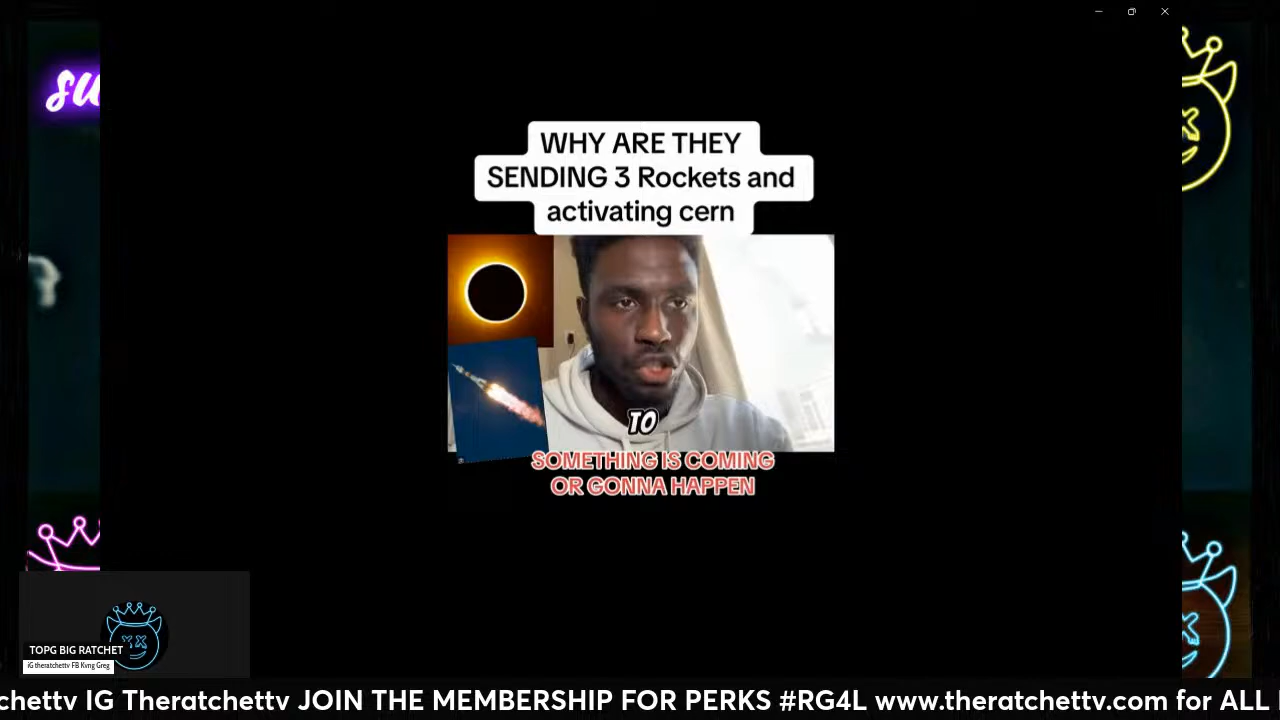 WHY ARE THEY
SENDING 3 Rockets and
activating cern
TO
SOMETHING IS COMING
OR GONNA HAPPEN
TOPG BIG RATCHET
iG theratchettv FB Kvng Greg
chettv IG Theratchettv JOIN THE MEMBERSHIP FOR PERKS #RG4L www.theratchettv.com for ALL